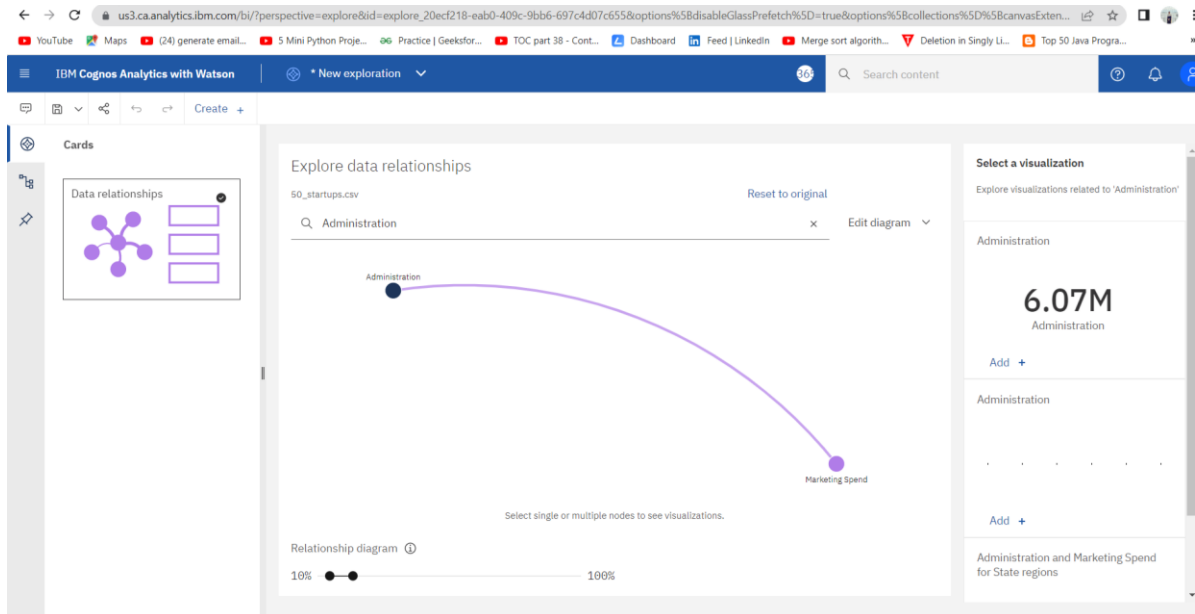 us3.ca.analytics.ibm.com/bi/?perspective=explore&id=explore_20ecf218-eab0-409c-9bb6-697c4d07c655&options%5BdisableGlassPrefetch%5D=true&options%5Bcollections%5D%5BcanvasExten...
YouTube Maps (24) generate email... 5 Mini Python Proje... Practice | Geeksfor... TOC part 38 - Cont... Dashboard Feed | LinkedIn Merge sort algorith... Deletion in Singly Li... Top 50 Java Progra... »
IBM Cognos Analytics with Watson * New exploration 365 Search content
Create +
Cards
Data relationships
Explore data relationships
50_startups.csv Reset to original
Administration × Edit diagram
Administration
Marketing Spend
Select single or multiple nodes to see visualizations.
Relationship diagram
10% 100%
Select a visualization
Explore visualizations related to 'Administration'
Administration
6.07M
Administration
Add +
Administration
Add +
Administration and Marketing Spend
for State regions